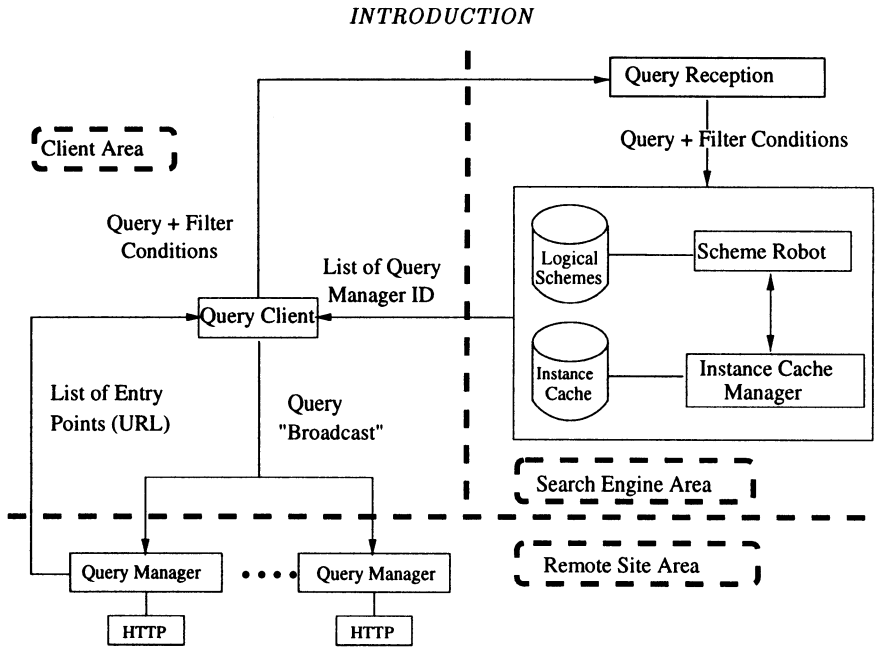 INTRODUCTION
Query Reception
Query + Filter Conditions
Client Area
Query + Filter
Conditions
List of Query
Manager ID
Logical
Schemes
Scheme Robot
Query Client
Instance
Cache
Instance Cache
Manager
List of Entry
Points (URL)
Query
"Broadcast"
Search Engine Area
Remote Site Area
Query Manager
Query Manager
HTTP
HTTP